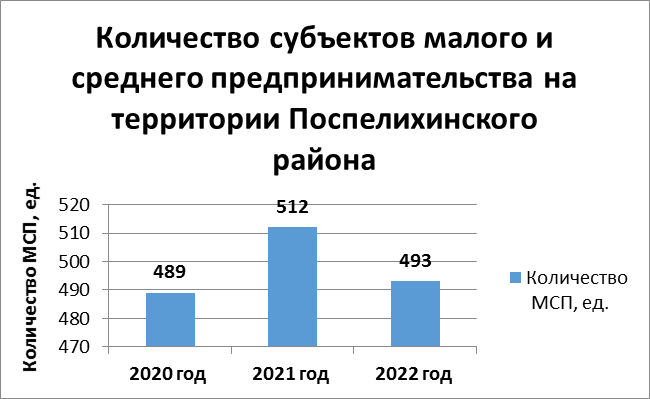 Количество субъектов малого и
среднего предпринимательства на
территории Поспелихинского
района
Количество МСП, ед.
520
510
500
490
480
470
489
512
493
2020 год
2021 год
2022 год
Количество
МСП, ед.